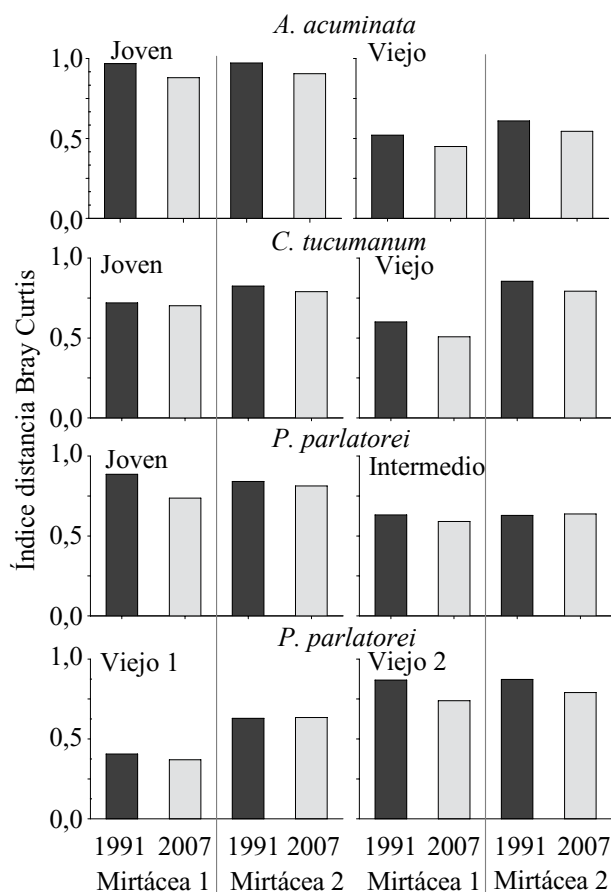 A. acuminata
Joven Viejo
1,0
0,5
0,0
C. tucumanum
Joven Viejo
1,0
0,5
0,0
P. parlatorei
Joven Intermedio
1,0
0,5
0,0
P. parlatorei
Viejo 1 Viejo 2
1,0
0,5
0,0
1991 2007 1991 2007 1991 2007 1991 2007
Mirtácea 1 Mirtácea 2 Mirtácea 1 Mirtácea 2
Índice distancia Bray Curtis